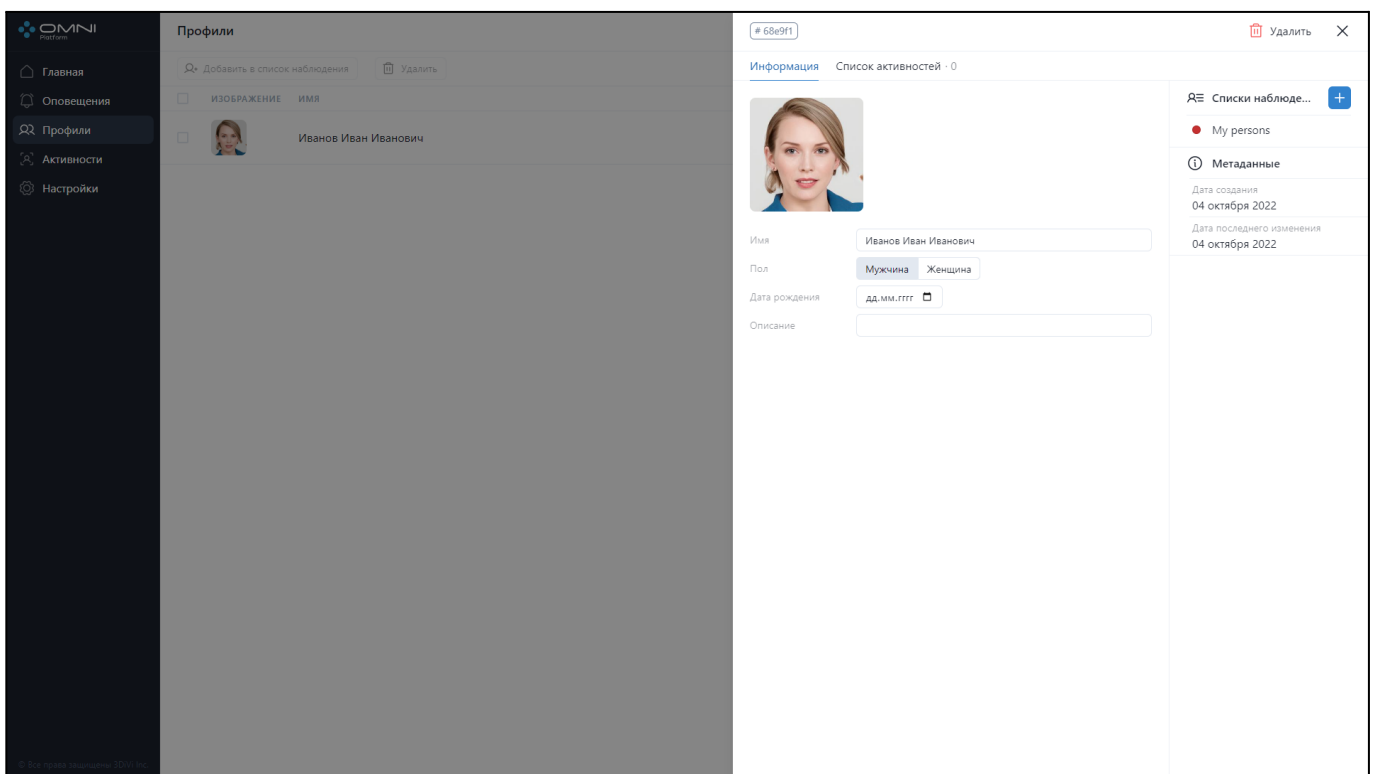 OMNI
Platform
Главная
Оповещения
Профили
Активности
Настройки
© Все права защищены 3DiVi Inc.
Профили
Добавить в список наблюдения
Удалить
ИЗОБРАЖЕНИЕ ИМЯ
Иванов Иван Иванович
# 68e9f1
Удалить
Информация Список активностей · 0
Имя Иванов Иван Иванович
Пол Мужчина Женщина
Дата рождения дд.мм.гггг
Описание
Списки наблюде...
My persons
Метаданные
Дата создания
04 октября 2022
Дата последнего изменения
04 октября 2022